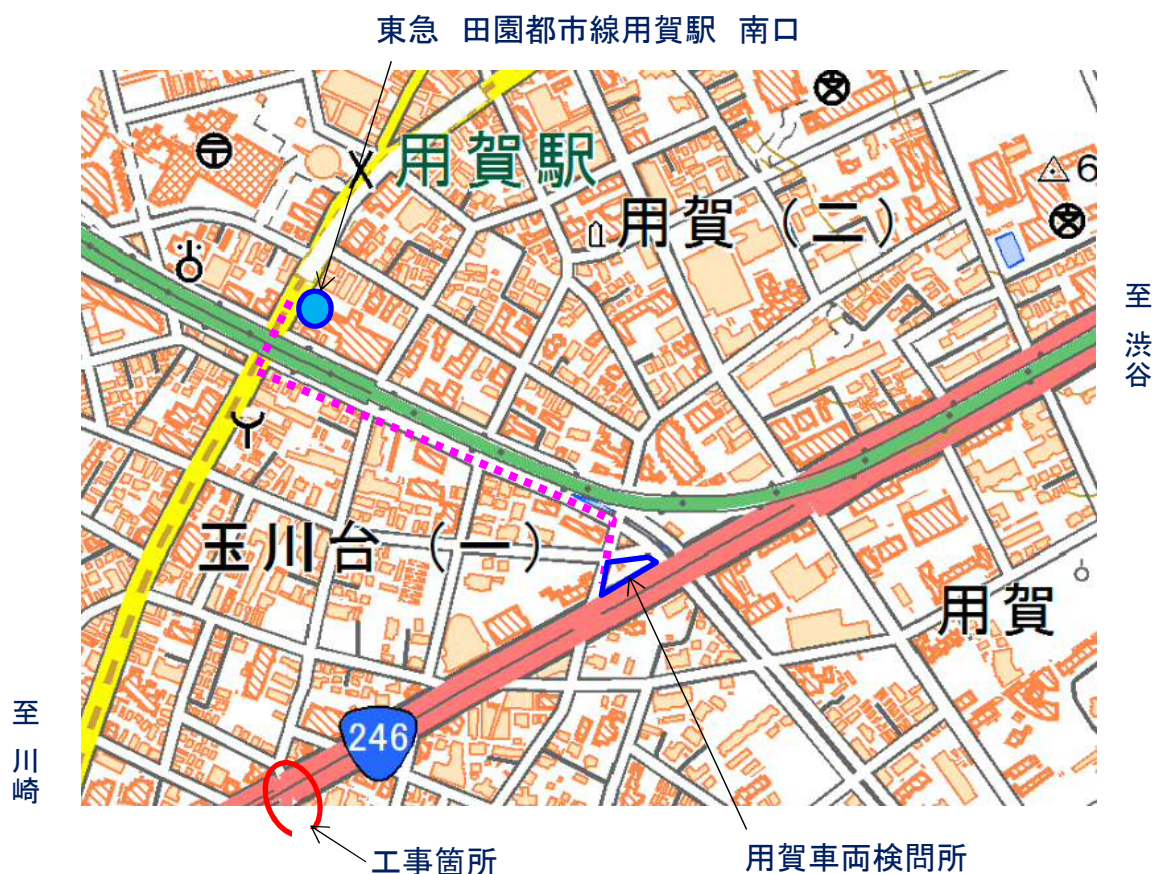 東急　田園都市線用賀駅　南口
用賀駅
6
用賀（二）
至 渋谷
玉川台（一）
用賀
至 川崎
246
工事箇所
用賀車両検問所